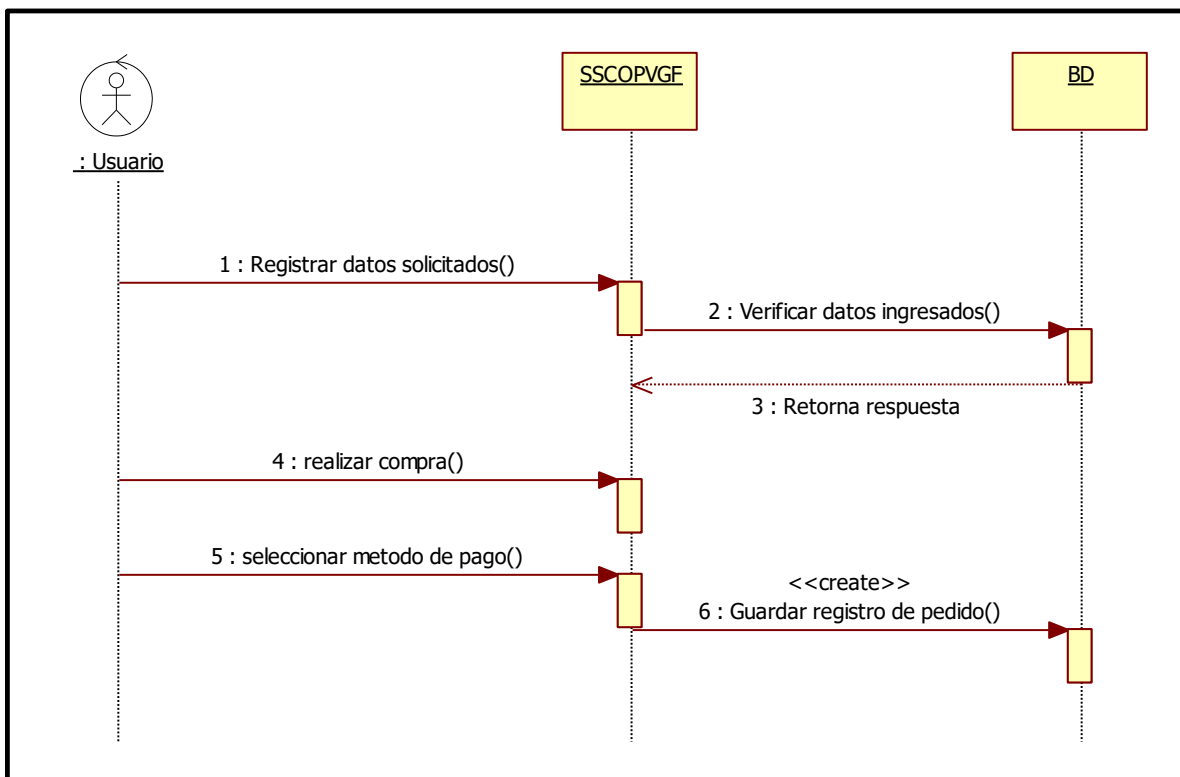 SSCOPVGF
BD
: Usuario
1 : Registrar datos solicitados()
2 : Verificar datos ingresados()
3 : Retorna respuesta
4 : realizar compra()
5 : seleccionar metodo de pago()
<<create>>
6 : Guardar registro de pedido()